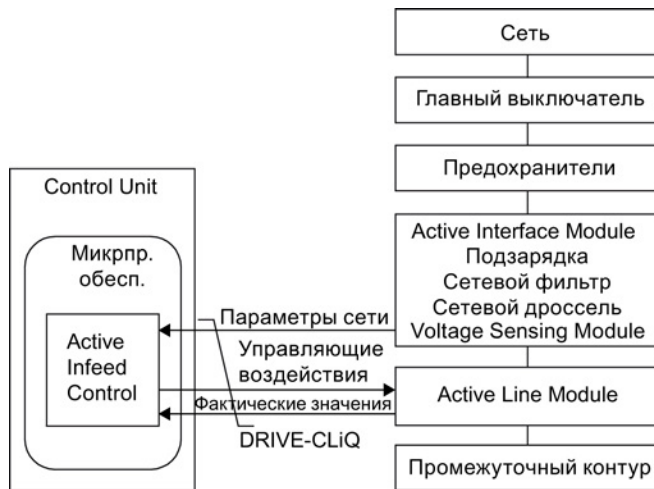 Сеть
Главный выключатель
Предохранители
Control Unit
Микрпр.
обесп.
Active
Infeed
Control
Active Interface Module
Подзарядка
Сетевой фильтр
Сетевой дроссель
Voltage Sensing Module
Параметры сети
Управляющие
воздействия
Фактические значения
DRIVE-CLiQ
Active Line Module
Промежуточный контур